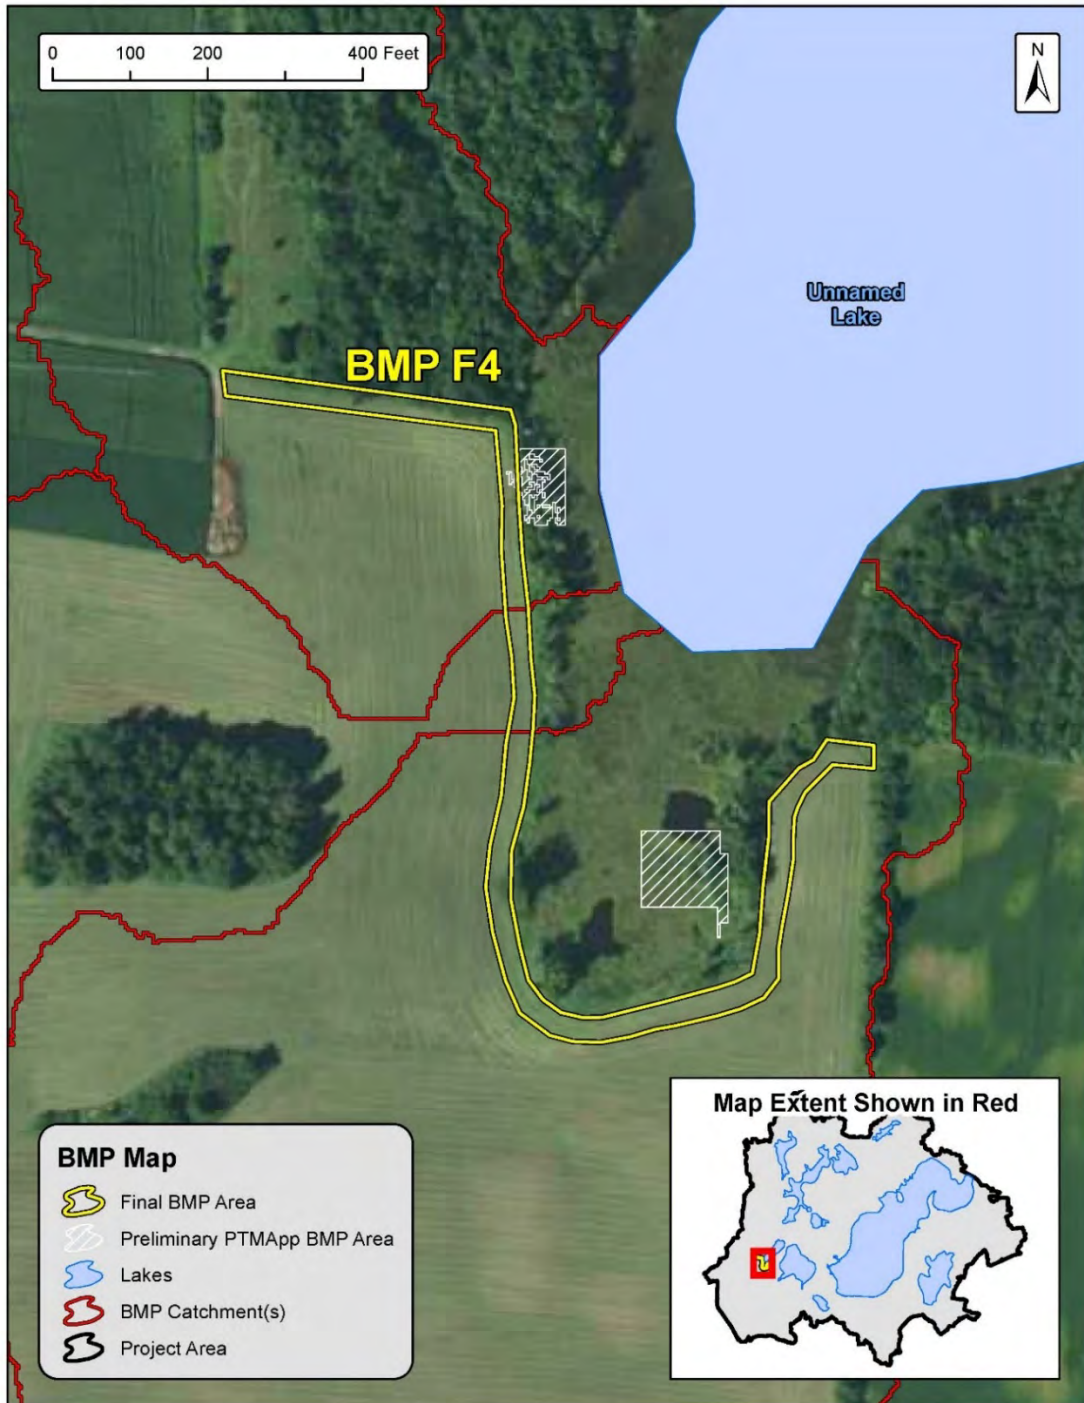 0 100 200 400 Feet
N
Unnamed
Lake
BMP F4
Map Extent Shown in Red
BMP Map
Final BMP Area
Preliminary PTMApp BMP Area
Lakes
BMP Catchment(s)
Project Area